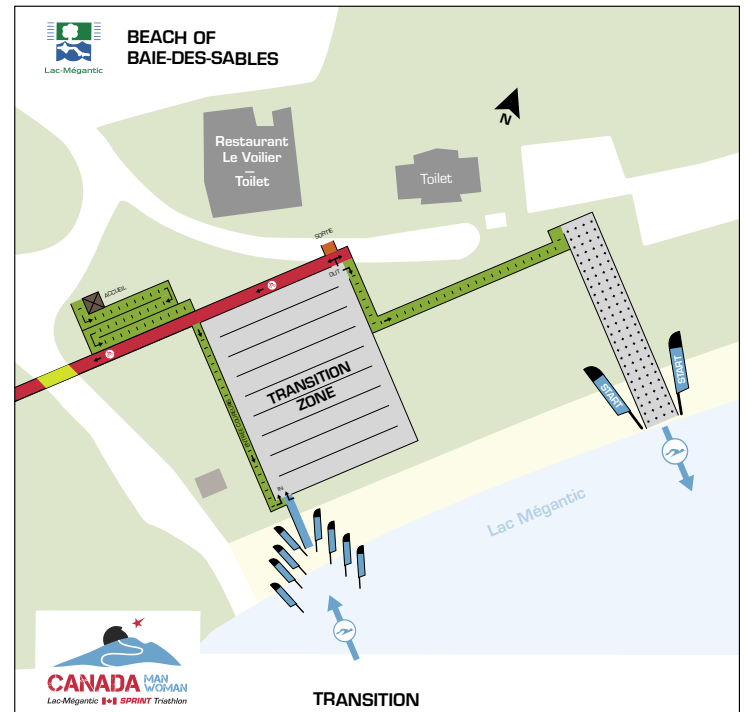 BEACH OF
BAIE-DES-SABLES
Lac-Mégantic
N
Restaurant
Le Voilier
—
Toilet
Toilet
SORTIE
OUT
ACCUEIL
TRANSITION
ZONE
IN
START
START
Lac Mégantic
CANADA MAN
WOMAN
Lac-Mégantic SPRINT Triathlon
TRANSITION